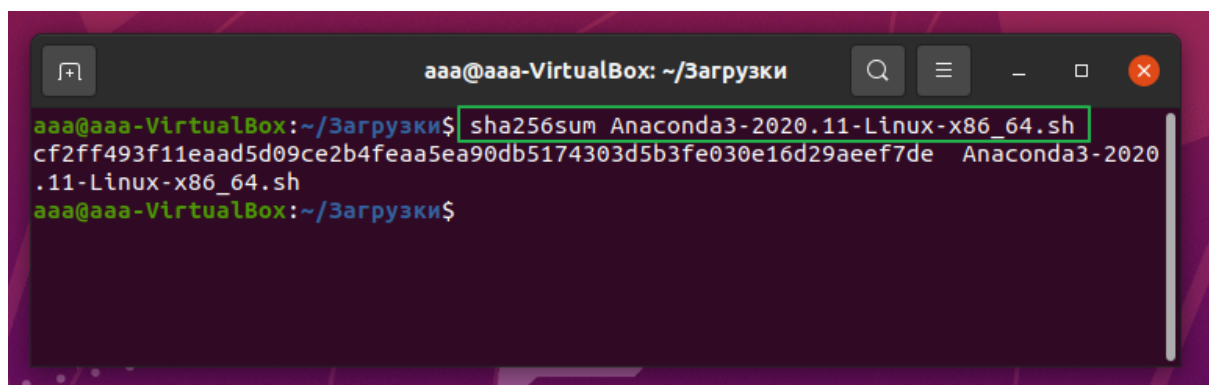 aaa@aaa-VirtualBox: ~/Загрузки
aaa@aaa-VirtualBox:~/Загрузки$ sha256sum Anaconda3-2020.11-Linux-x86_64.sh
cf2ff493f11eaad5d09ce2b4feaa5ea90db5174303d5b3fe030e16d29aeef7de  Anaconda3-2020
.11-Linux-x86_64.sh
aaa@aaa-VirtualBox:~/Загрузки$